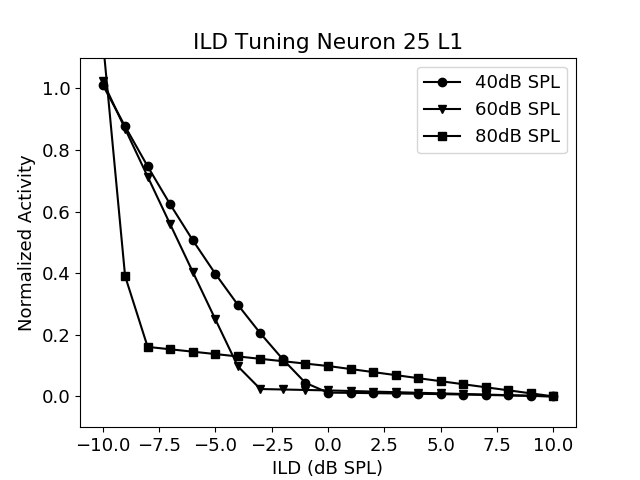 ILD Tuning Neuron 25 L1
40dB SPL
60dB SPL
80dB SPL
Normalized Activity
1.0
0.8
0.6
0.4
0.2
0.0
−10.0 −7.5 −5.0 −2.5 0.0 2.5 5.0 7.5 10.0
ILD (dB SPL)